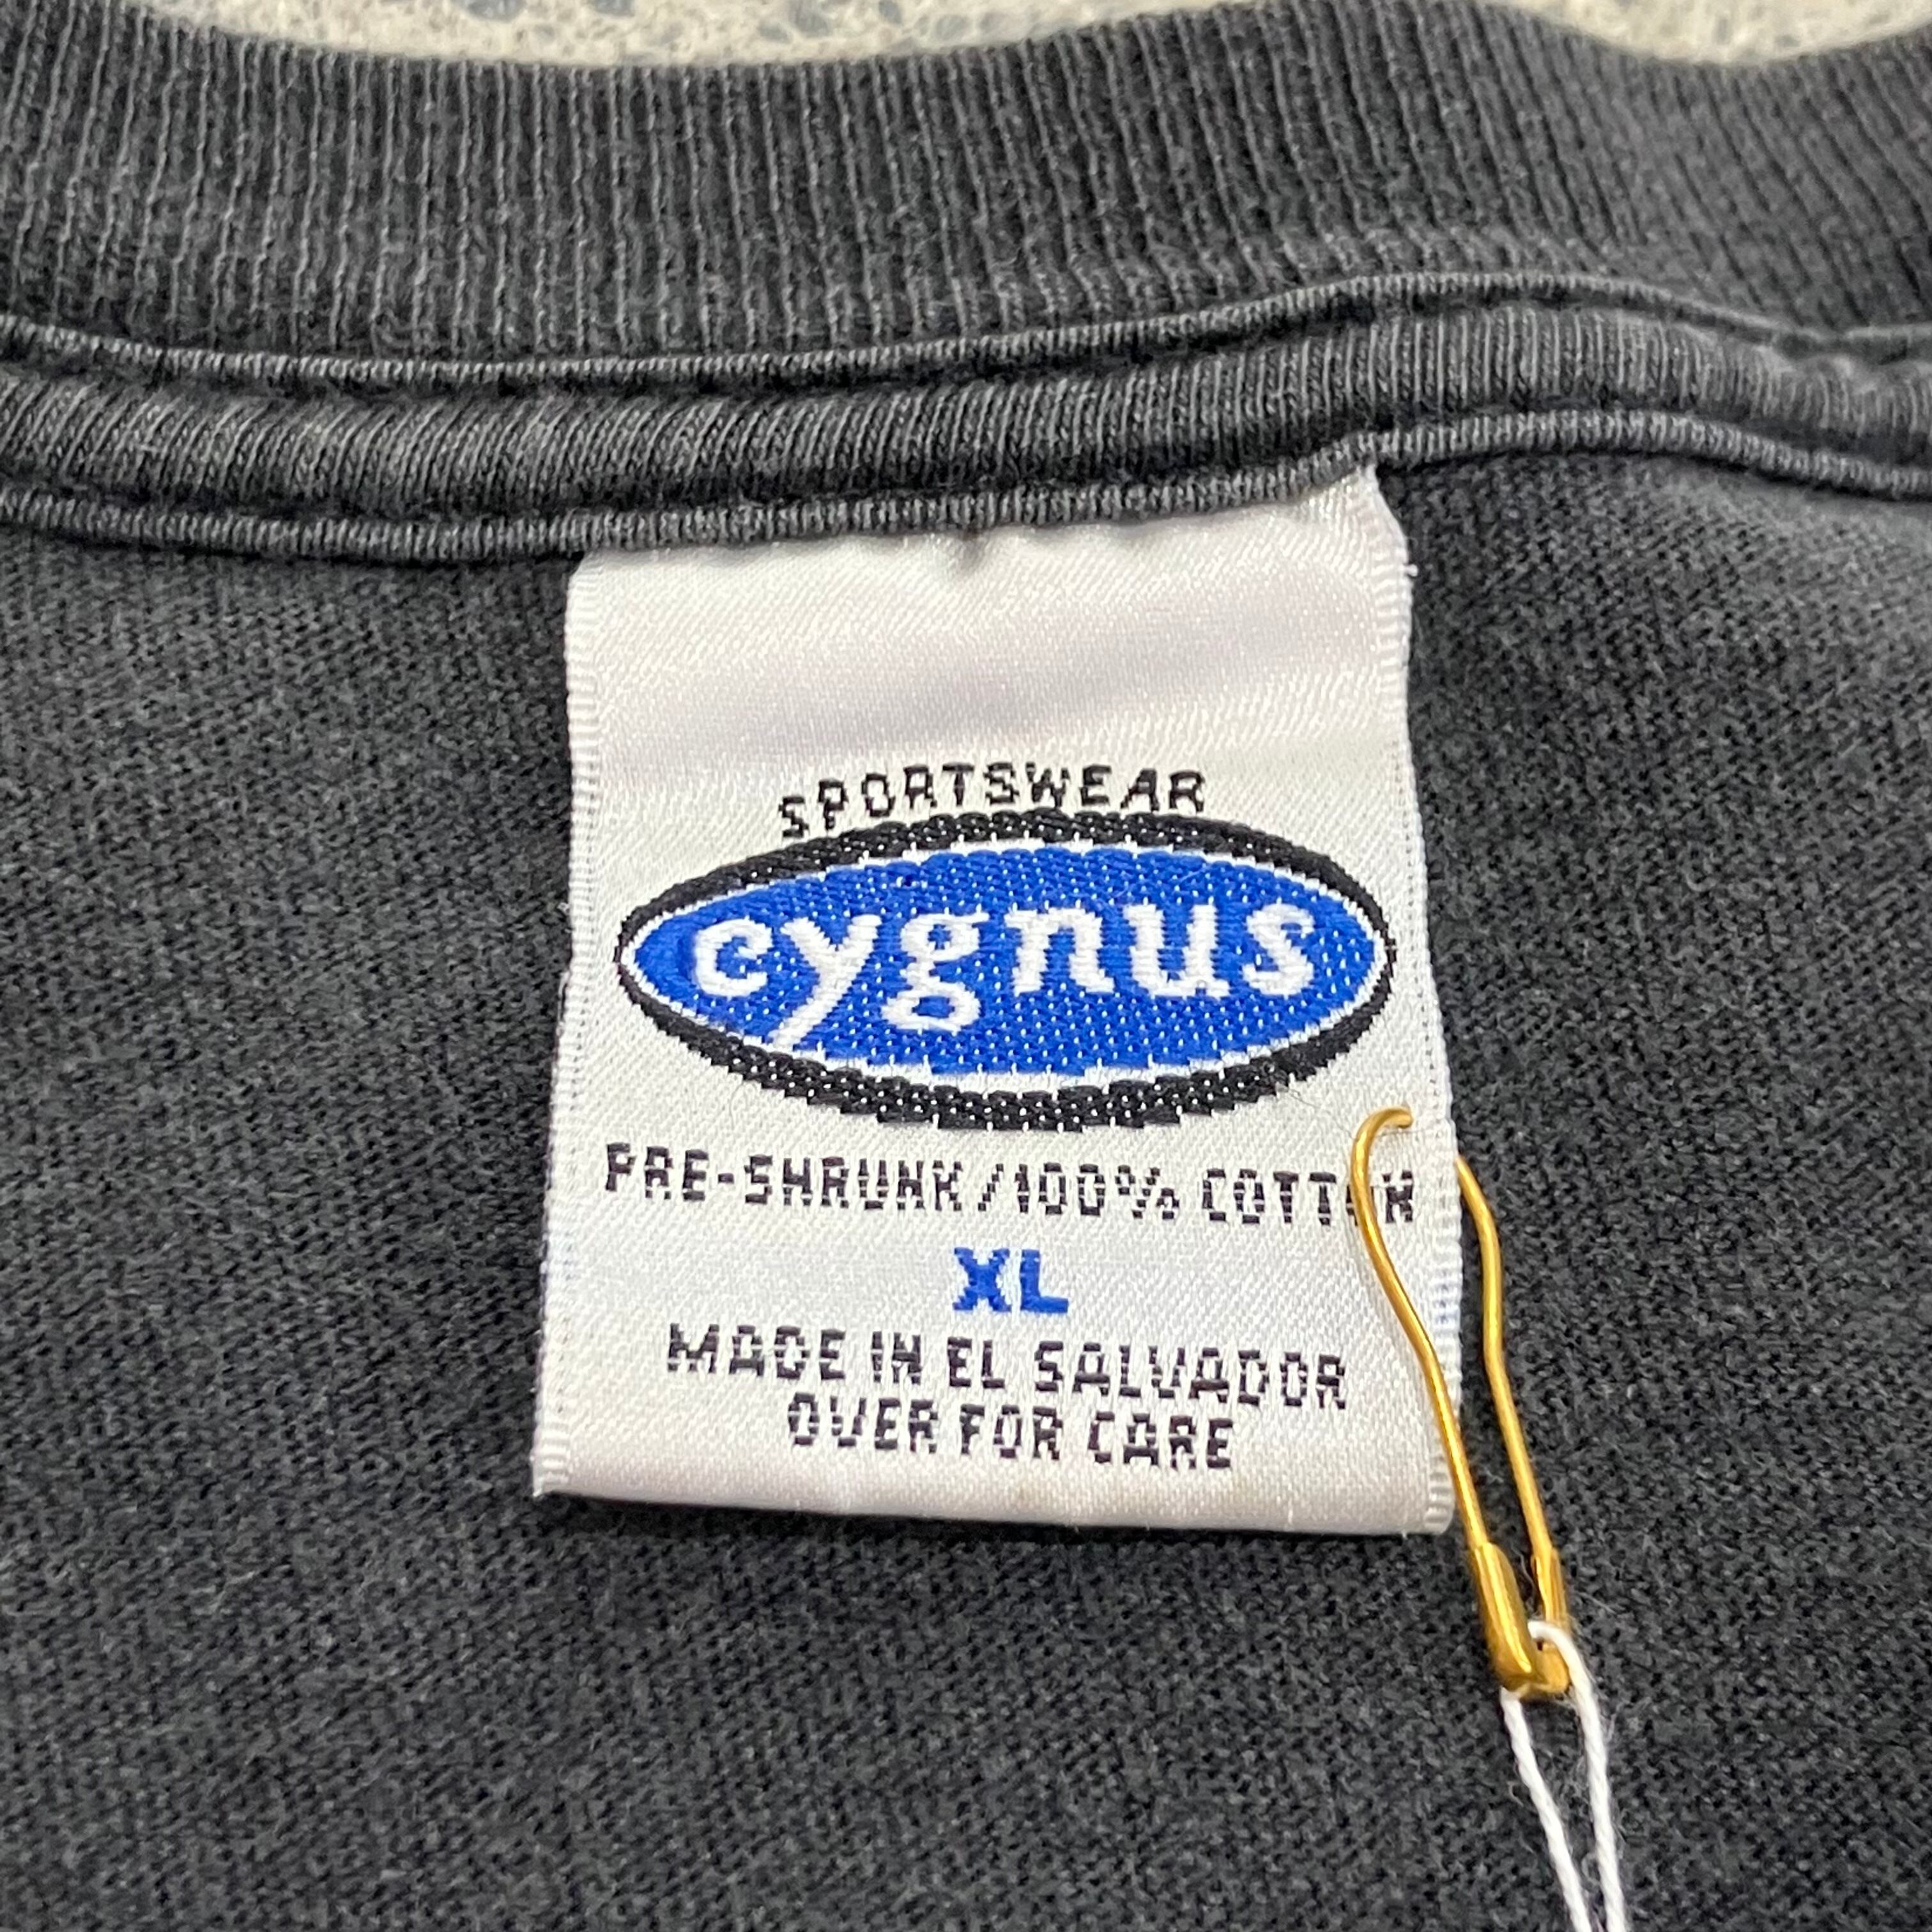 SPORTSWEAR
cygnus
PRE-SHRUNK/100% COTTON
XL
MADE IN EL SALVADOR
OVER FOR CARE